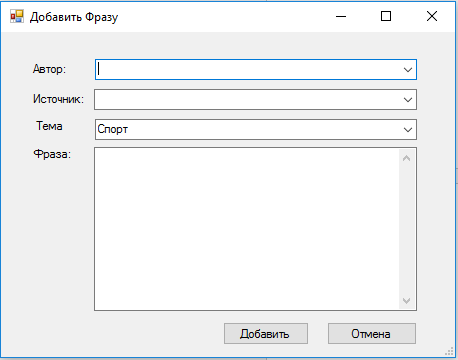 Добавить Фразу
Автор:
Источник:
Тема
Спорт
Фраза:
Добавить
Отмена